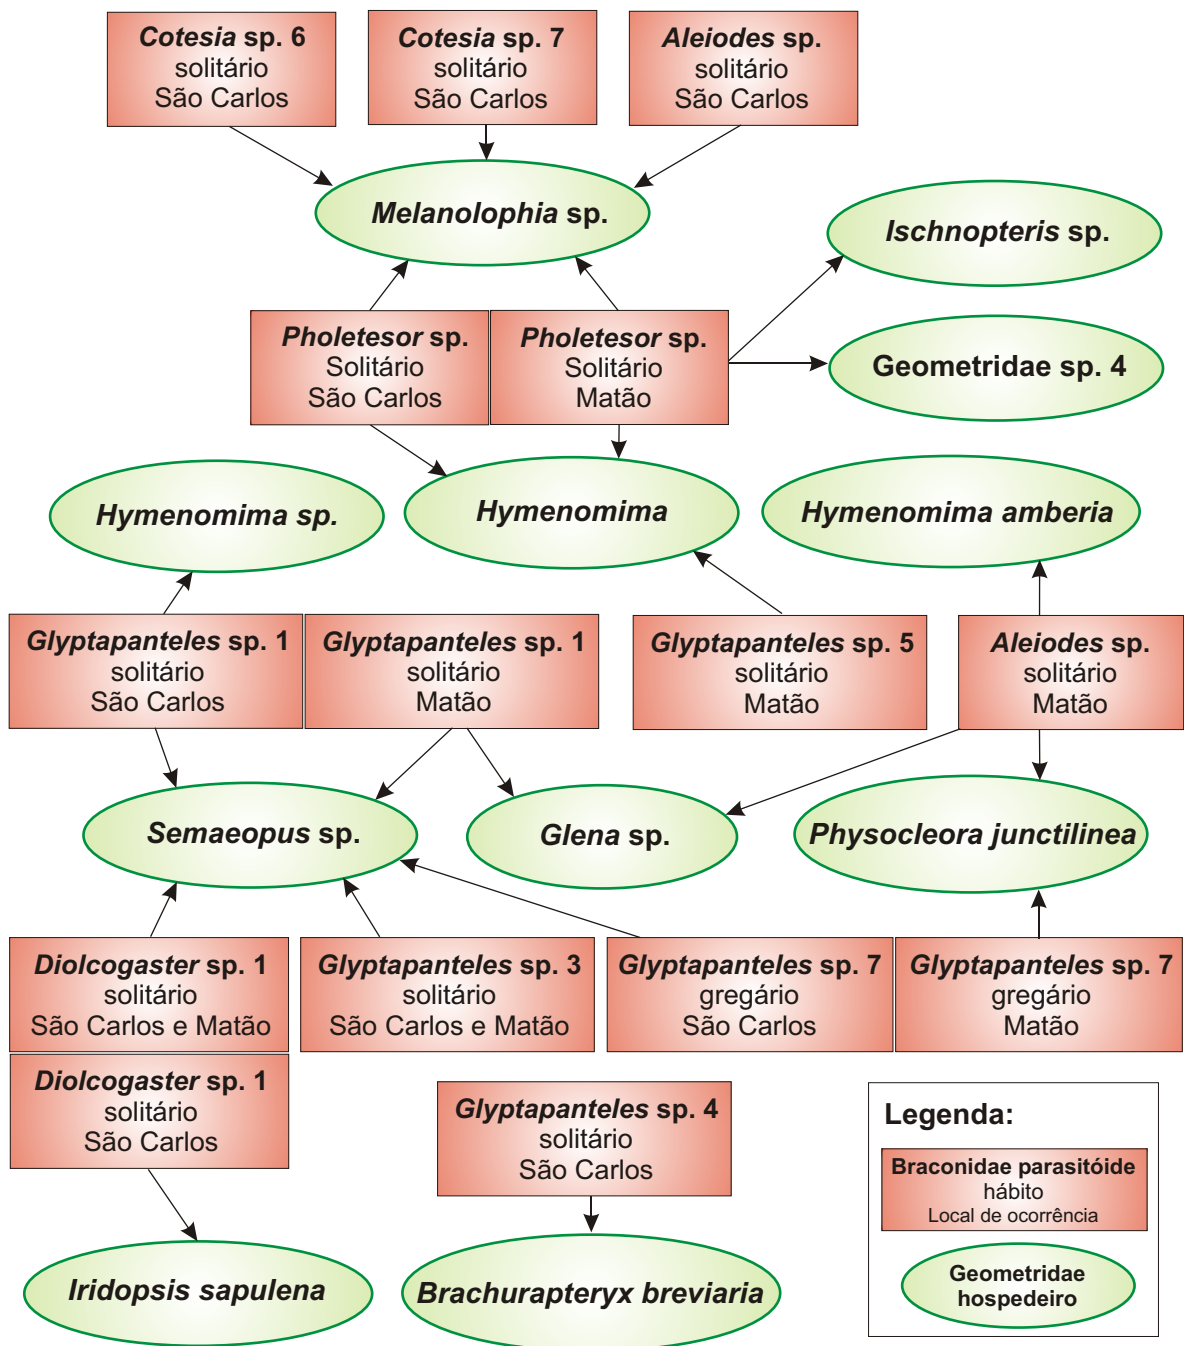 Cotesia sp. 6
solitário
São Carlos
Cotesia sp. 7
solitário
São Carlos
Aleiodes sp.
solitário
São Carlos
Melanolophia sp.
Ischnopteris sp.
Pholetesor sp.
Solitário
São Carlos
Pholetesor sp.
Solitário
Matão
Geometridae sp. 4
Hymenomima sp.
Hymenomima
Hymenomima amberia
Glyptapanteles sp. 1
solitário
São Carlos
Glyptapanteles sp. 1
solitário
Matão
Glyptapanteles sp. 5
solitário
Matão
Aleiodes sp.
solitário
Matão
Semaeopus sp.
Glena sp.
Physocleora junctilinea
Diolcogaster sp. 1
solitário
São Carlos e Matão
Glyptapanteles sp. 3
solitário
São Carlos e Matão
Glyptapanteles sp. 7
gregário
São Carlos
Glyptapanteles sp. 7
gregário
Matão
Diolcogaster sp. 1
solitário
São Carlos
Glyptapanteles sp. 4
solitário
São Carlos
Iridopsis sapulena
Brachurapteryx breviaria
Legenda:
Braconidae parasitóide
hábito
Local de ocorrência
Geometridae
hospedeiro